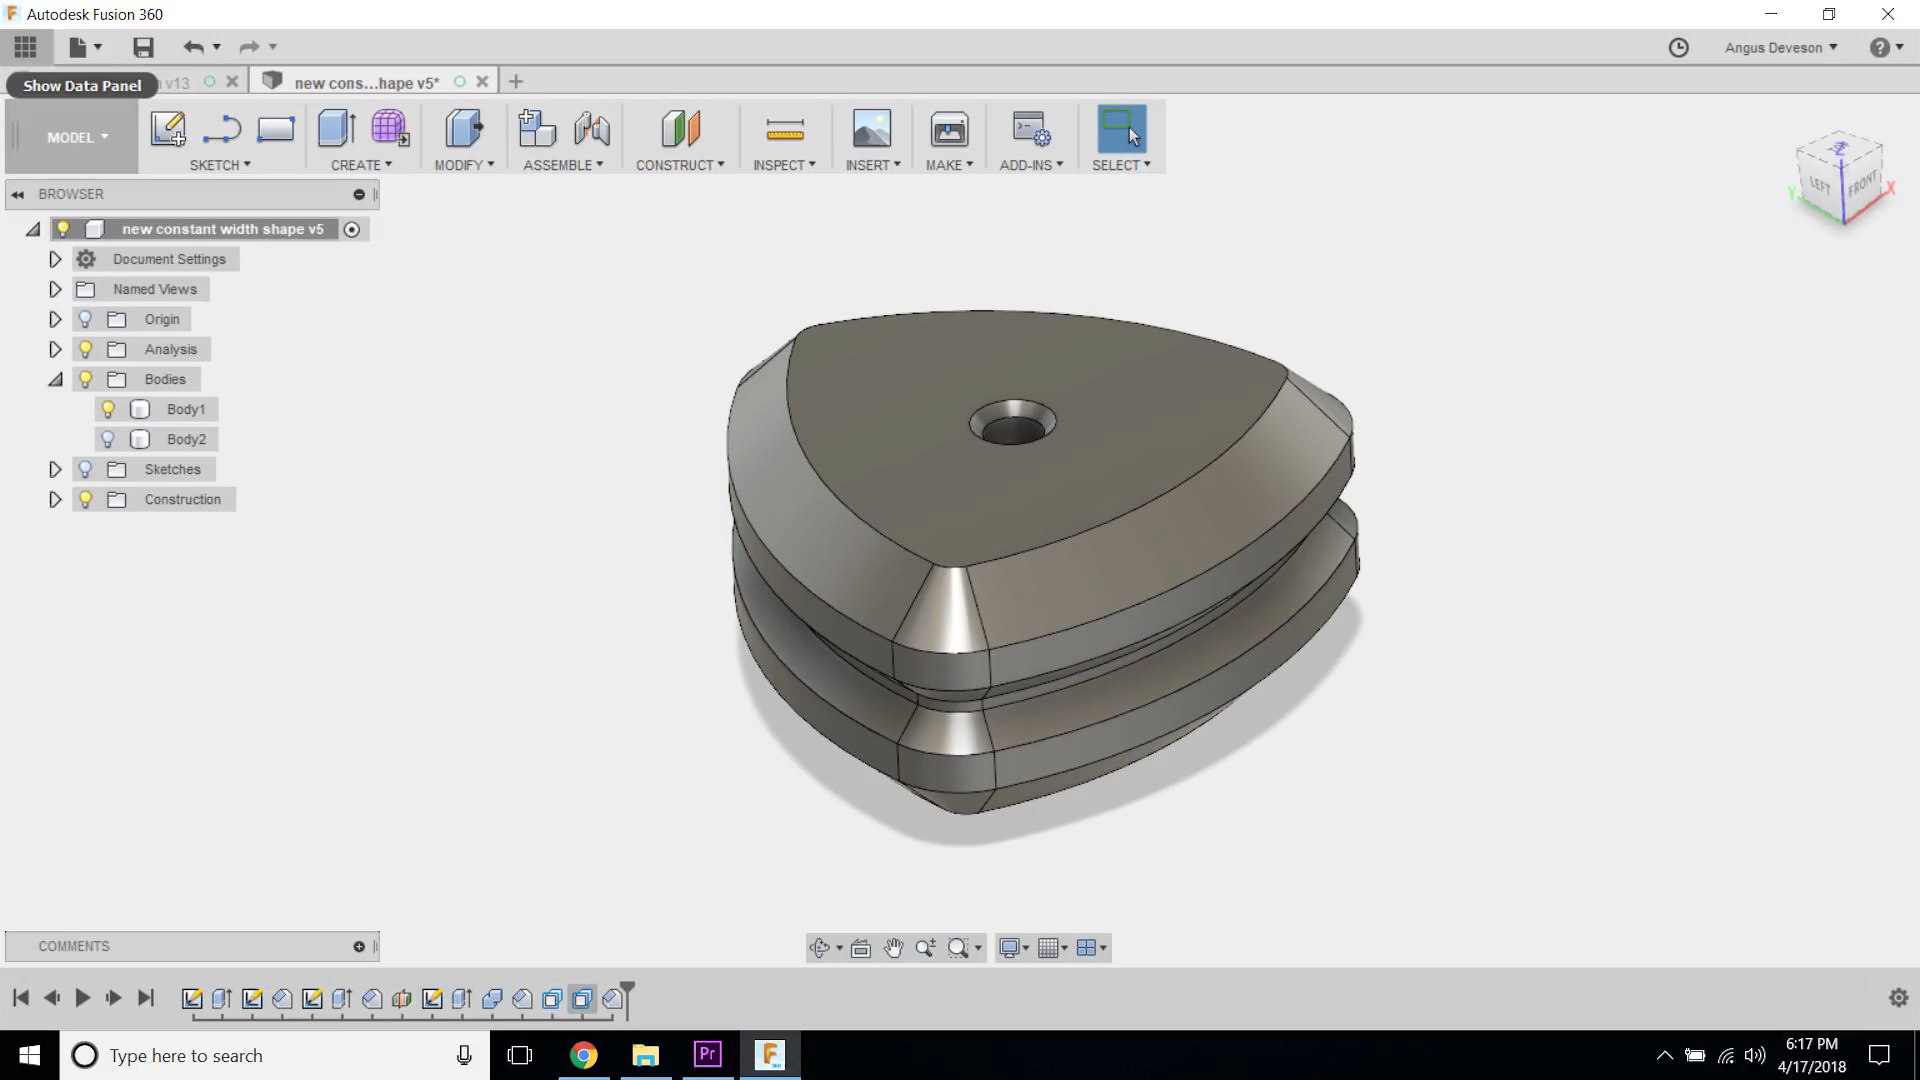 Autodesk Fusion 360
Angus Deveson
Show Data Panel
v13
new cons...hape v5*
MODEL
SKETCH
CREATE
MODIFY
ASSEMBLE
CONSTRUCT
INSPECT
INSERT
MAKE
ADD-INS
SELECT
Z
LEFT
FRONT
Y
X
BROWSER
new constant width shape v5
Document Settings
Named Views
Origin
Analysis
Bodies
Body1
Body2
Sketches
Construction
COMMENTS
Type here to search
Pr
F
6:17 PM
4/17/2018